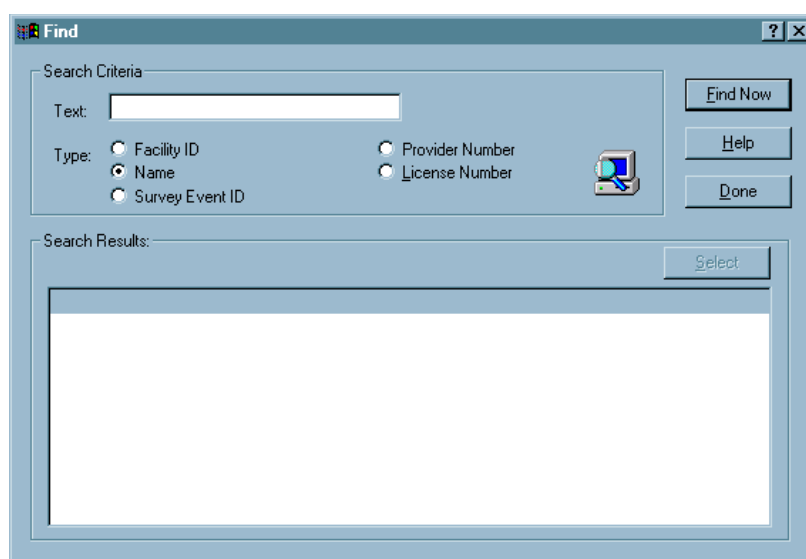 Find
Search Criteria
Find Now
Text:
Type:
Facility ID
Provider Number
Help
Name
License Number
Survey Event ID
Done
Search Results:
Select